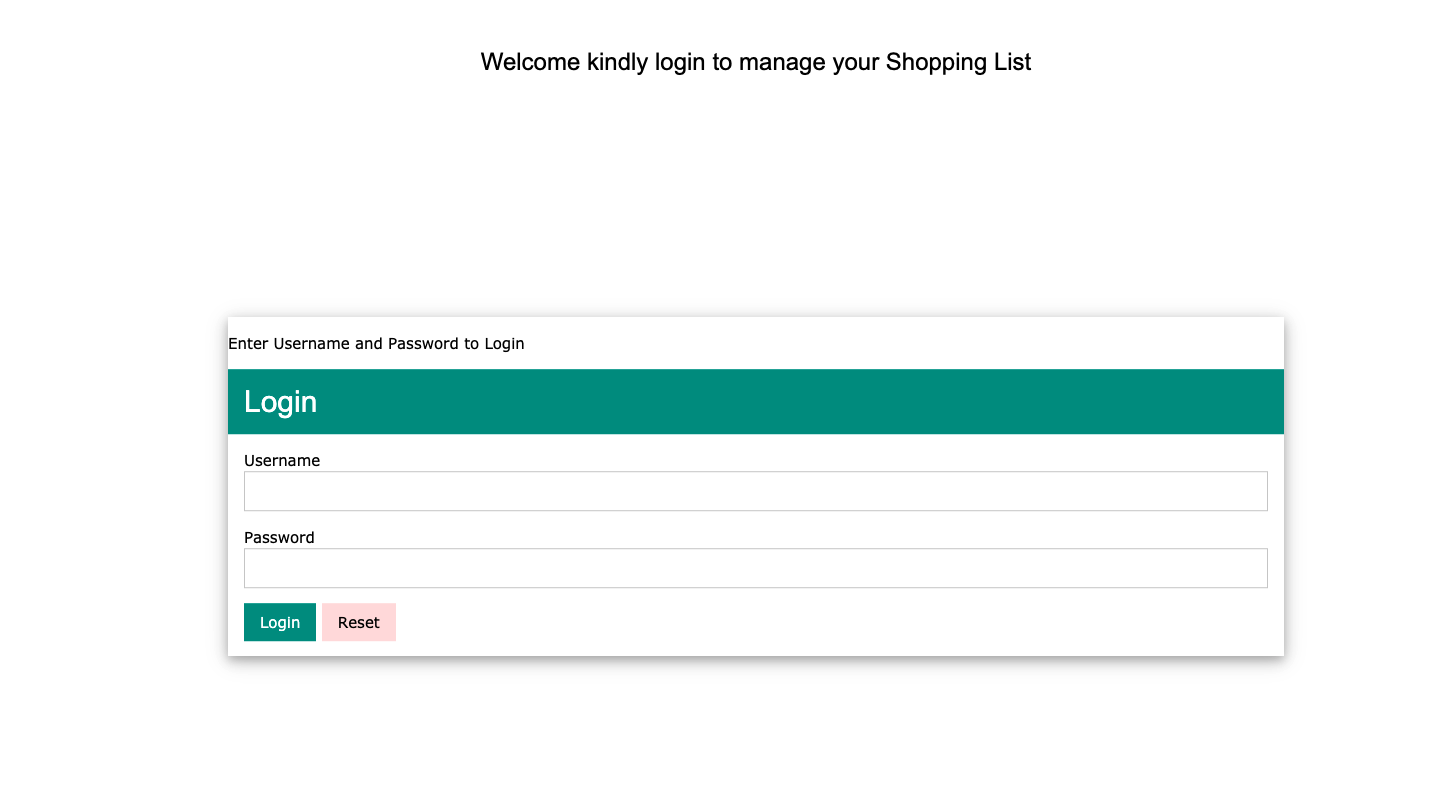 Welcome kindly login to manage your Shopping List
Enter Username and Password to Login
Login
Username
Password
Login Reset